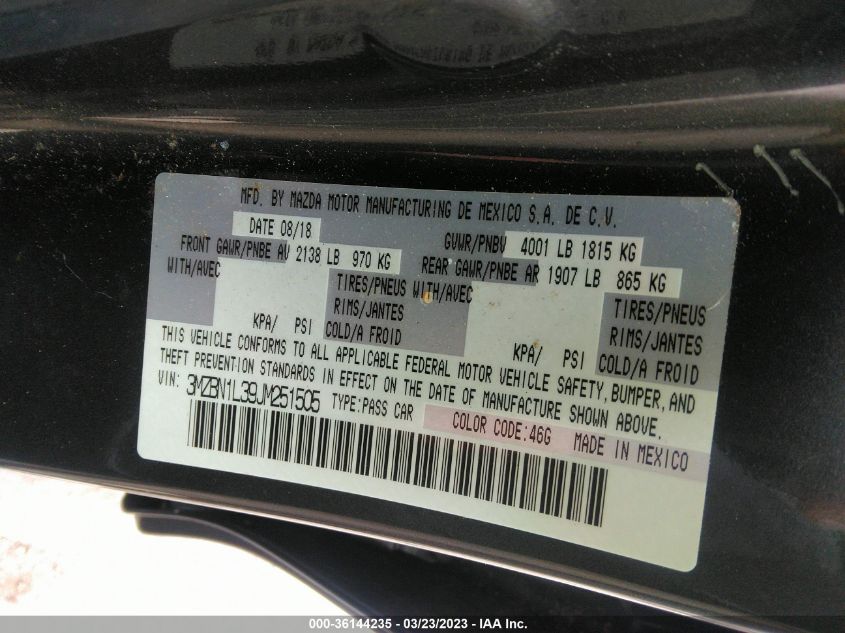 MFD. BY MAZDA MOTOR MANUFACTURING DE MEXICO S.A. DE C.V.
DATE 08/18
GVWR/PNBV 4001 LB 1815 KG
FRONT GAWR/PNBE AV 2138 LB 970 KG
REAR GAWR/PNBE AR 1907 LB 865 KG
WITH/AVEC TIRES/PNEUS WITH/AVEC TIRES/PNEUS
RIMS/JANTES RIMS/JANTES
KPA/ PSI COLD/A FROID KPA/ PSI COLD/A FROID
THIS VEHICLE CONFORMS TO ALL APPLICABLE FEDERAL MOTOR VEHICLE SAFETY, BUMPER, AND
THEFT PREVENTION STANDARDS IN EFFECT ON THE DATE OF MANUFACTURE SHOWN ABOVE.
VIN: 3MZBN1L39JM251505 TYPE:PASS CAR
COLOR CODE:46G MADE IN MEXICO
000-36144235 - 03/23/2023 - IAA Inc.